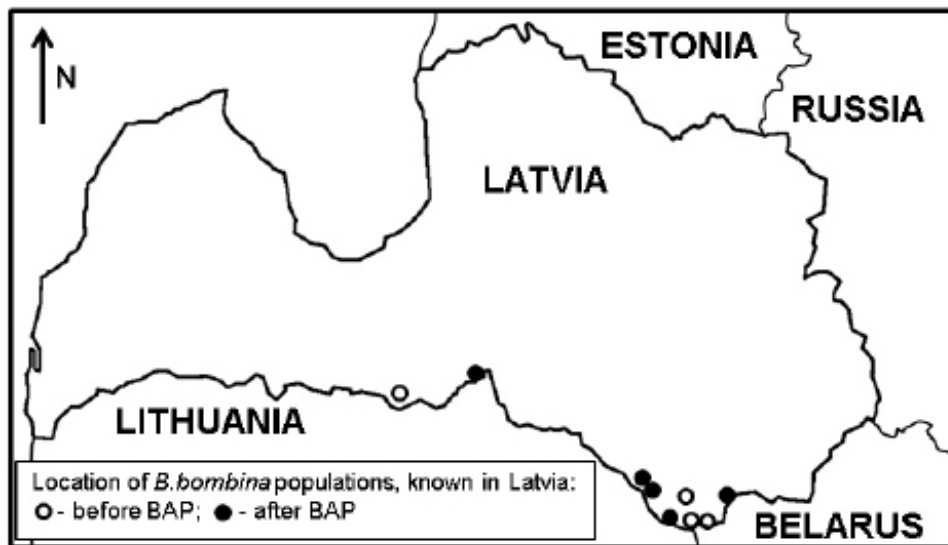 ESTONIA
N
RUSSIA
LATVIA
LITHUANIA
Location of B.bombina populations, known in Latvia:
- before BAP; - after BAP
BELARUS